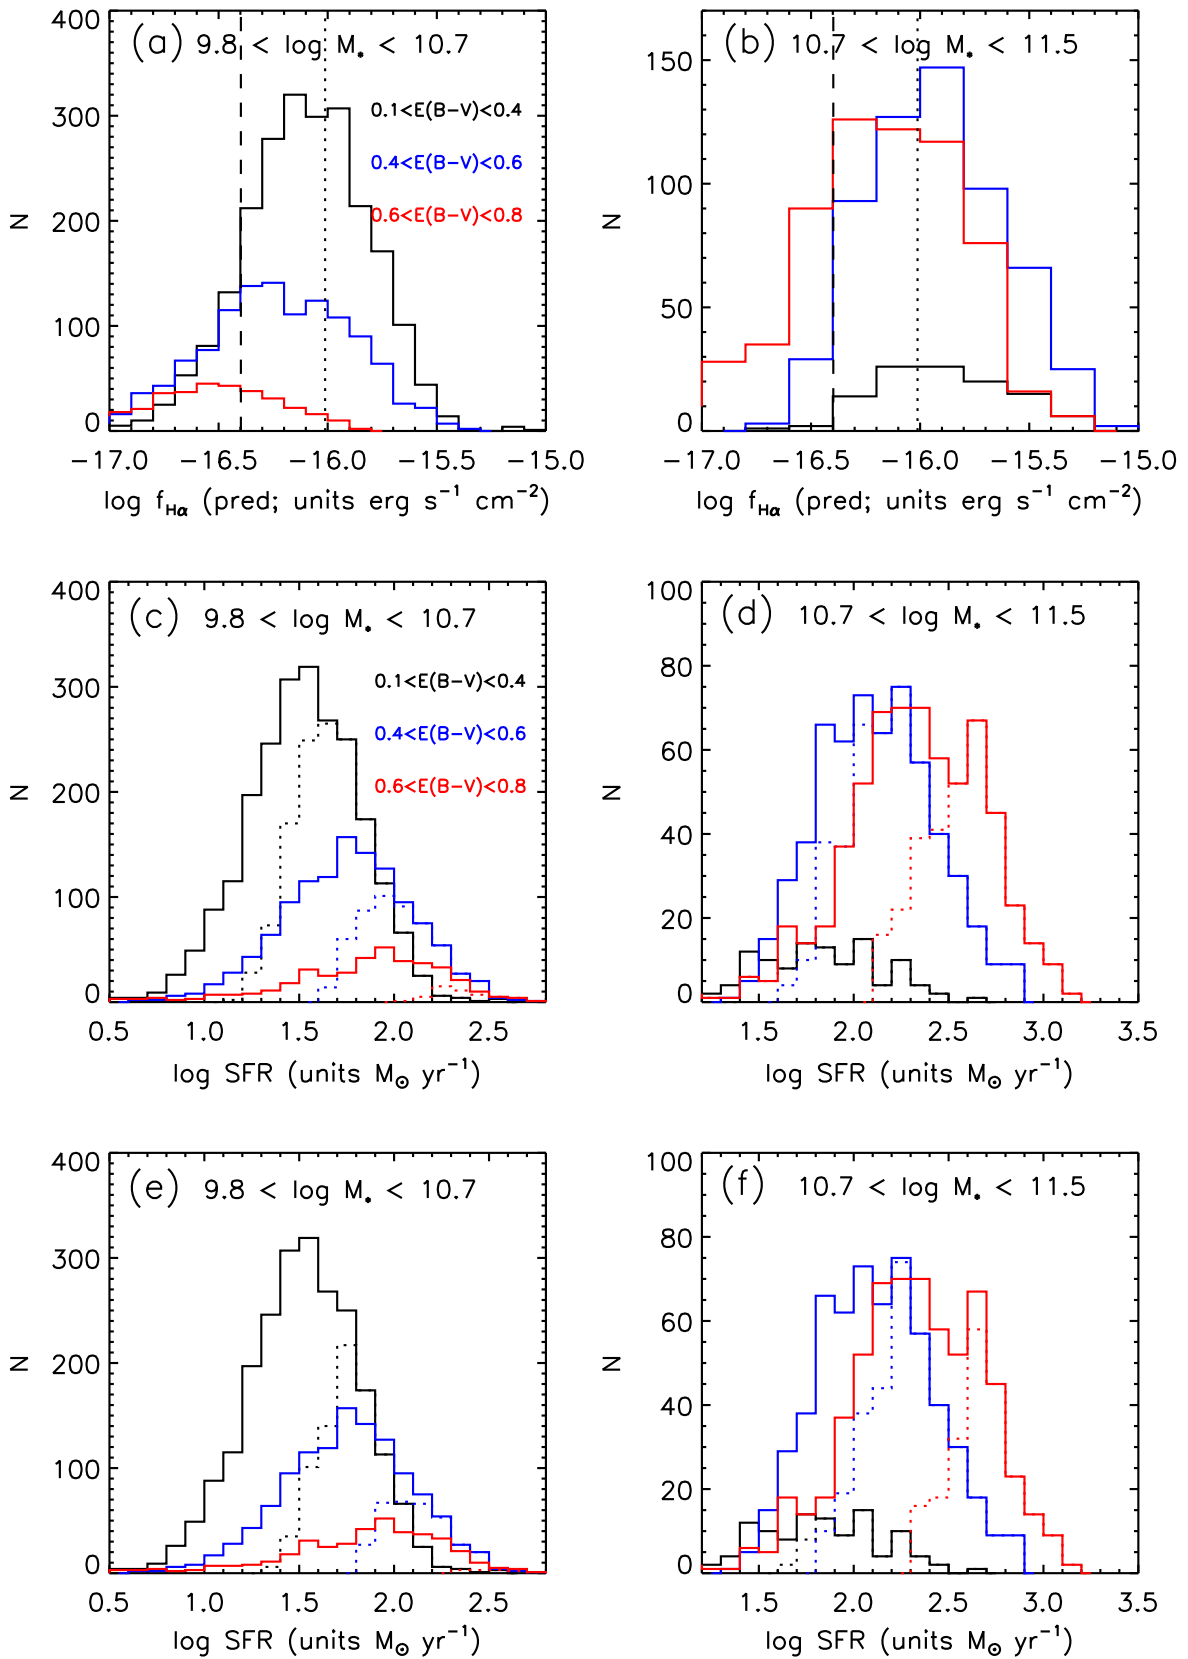 (a) 9.8 < log M* < 10.7
0.1<E(B−V)<0.4
0.4<E(B−V)<0.6
0.6<E(B−V)<0.8
400
300
200
100
0
N
−17.0 −16.5 −16.0 −15.5 −15.0
log fHα (pred; units erg s−1 cm−2)
(b) 10.7 < log M* < 11.5
150
100
50
0
N
−17.0 −16.5 −16.0 −15.5 −15.0
log fHα (pred; units erg s−1 cm−2)
(c) 9.8 < log M* < 10.7
0.1<E(B−V)<0.4
0.4<E(B−V)<0.6
0.6<E(B−V)<0.8
400
300
200
100
0
N
0.5 1.0 1.5 2.0 2.5
log SFR (units M⊙ yr−1)
(d) 10.7 < log M* < 11.5
100
80
60
40
20
0
N
1.5 2.0 2.5 3.0 3.5
log SFR (units M⊙ yr−1)
(e) 9.8 < log M* < 10.7
400
300
200
100
0
N
0.5 1.0 1.5 2.0 2.5
log SFR (units M⊙ yr−1)
(f) 10.7 < log M* < 11.5
100
80
60
40
20
0
N
1.5 2.0 2.5 3.0 3.5
log SFR (units M⊙ yr−1)